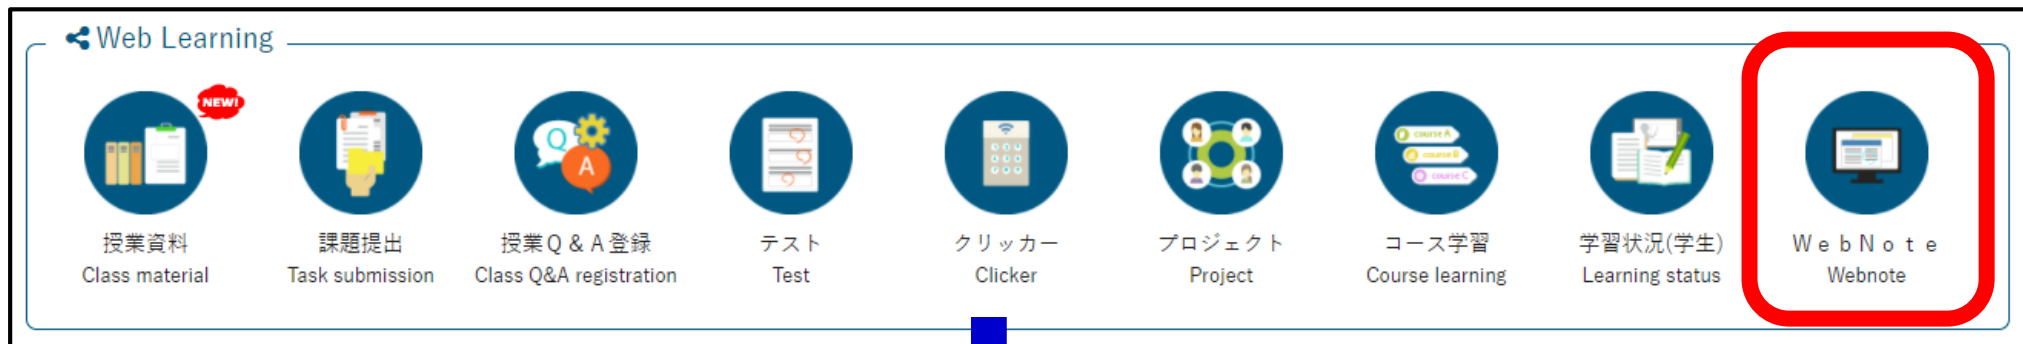 Web Learning
NEW!
Q
A
course A
course B
course C
授業資料
Class material
課題提出
Task submission
授業Q & A登録
Class Q&A registration
テスト
Test
クリッカー
Clicker
プロジェクト
Project
コース学習
Course learning
学習状況(学生)
Learning status
WebNote
Webnote